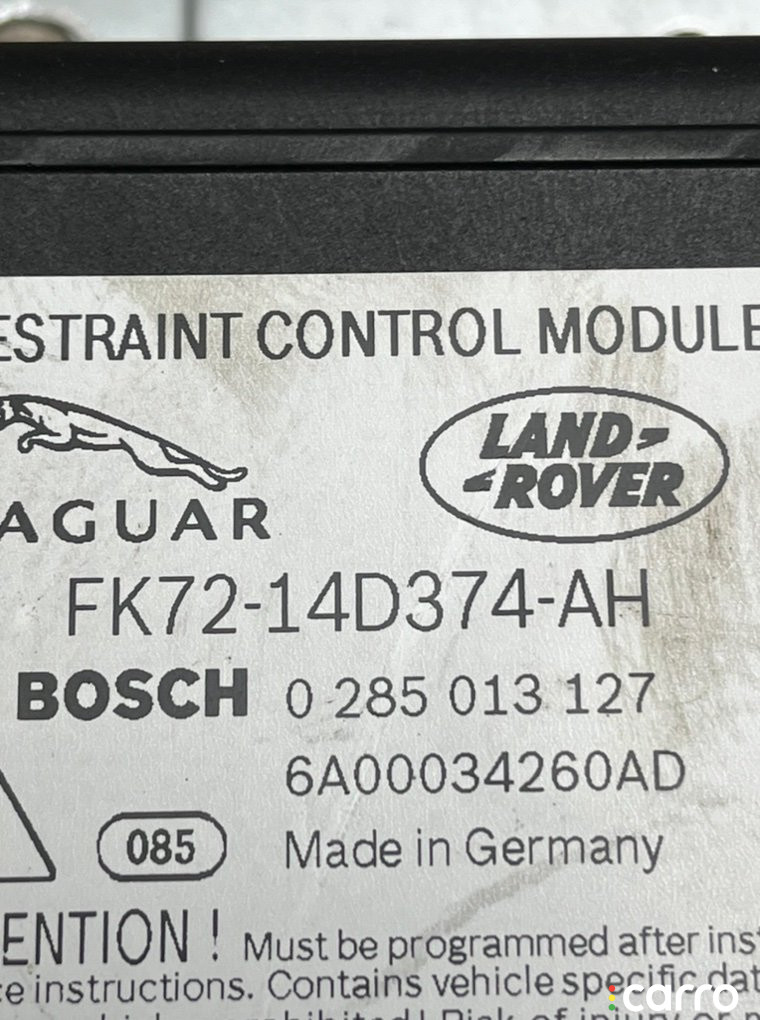 ESTRAINT CONTROL MODULE
LAND
ROVER
AGUAR
FK72-14D374-AH
BOSCH 0 285 013 127
6A00034260AD
085 Made in Germany
ENTION ! Must be programmed after inst
ce instructions. Contains vehicle specific dat
carro